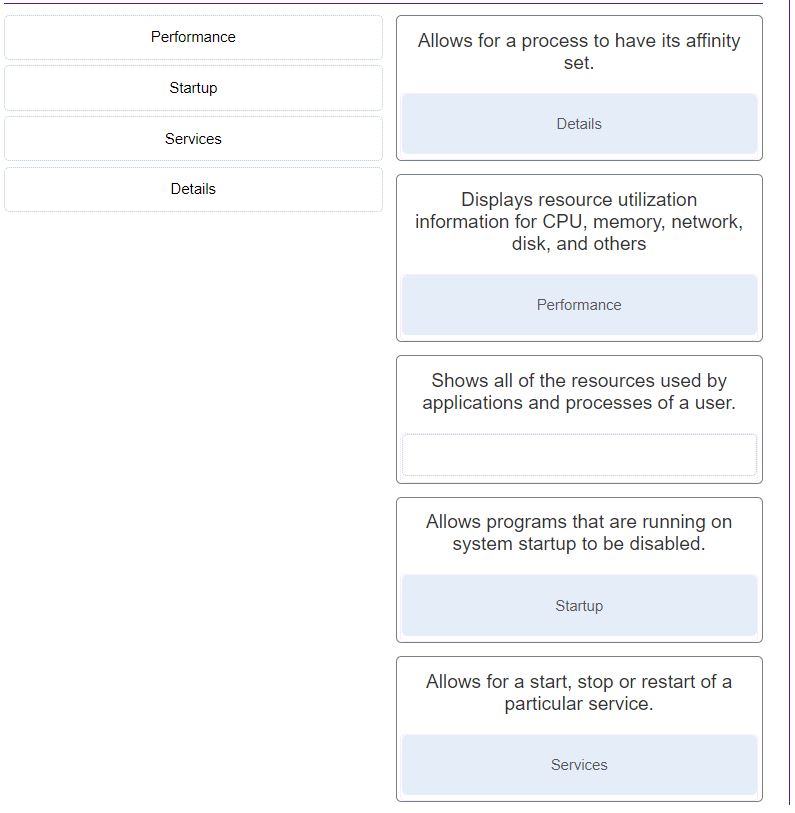 Performance
Startup
Services
Details
Allows for a process to have its affinity
set.
Details
Displays resource utilization
information for CPU, memory, network,
disk, and others
Performance
Shows all of the resources used by
applications and processes of a user.
Allows programs that are running on
system startup to be disabled.
Startup
Allows for a start, stop or restart of a
particular service.
Services